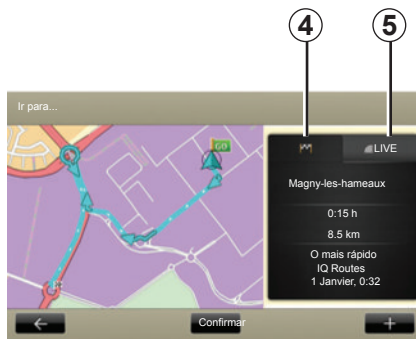 4 5
Ir para...
GO
LIVE
Magny-les-hameaux
0:15 h
8.5 km
O mais rápido
IQ Routes
1 Janvier, 0:32
Confirmar